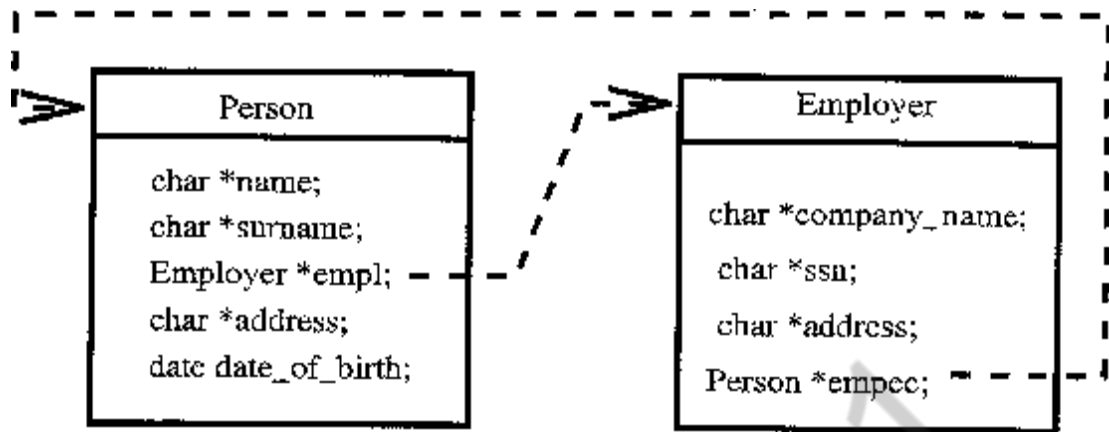 Person
char *name;
char *surname;
Employer *empl;
char *address;
date date_of_birth;
Employer
char *company_name;
char *ssn;
char *address;
Person *empec;